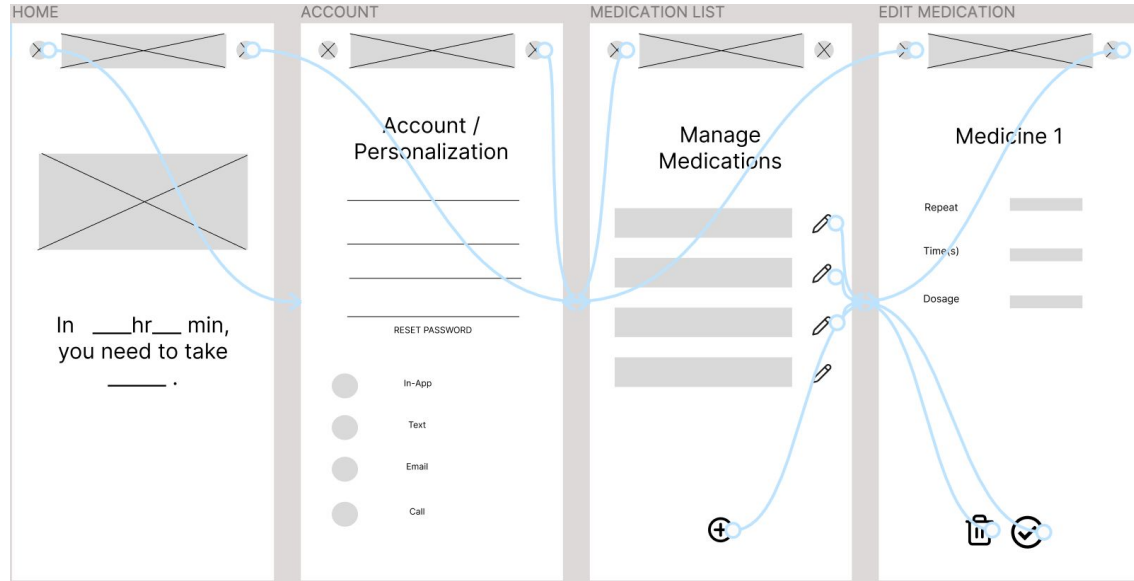 HOME
ACCOUNT
MEDICATION LIST
EDIT MEDICATION
In ___hr___ min,
you need to take
_____ .
Account /
Personalization
RESET PASSWORD
In-App
Text
Email
Call
Manage
Medications
Medicine 1
Repeat
Time(s)
Dosage